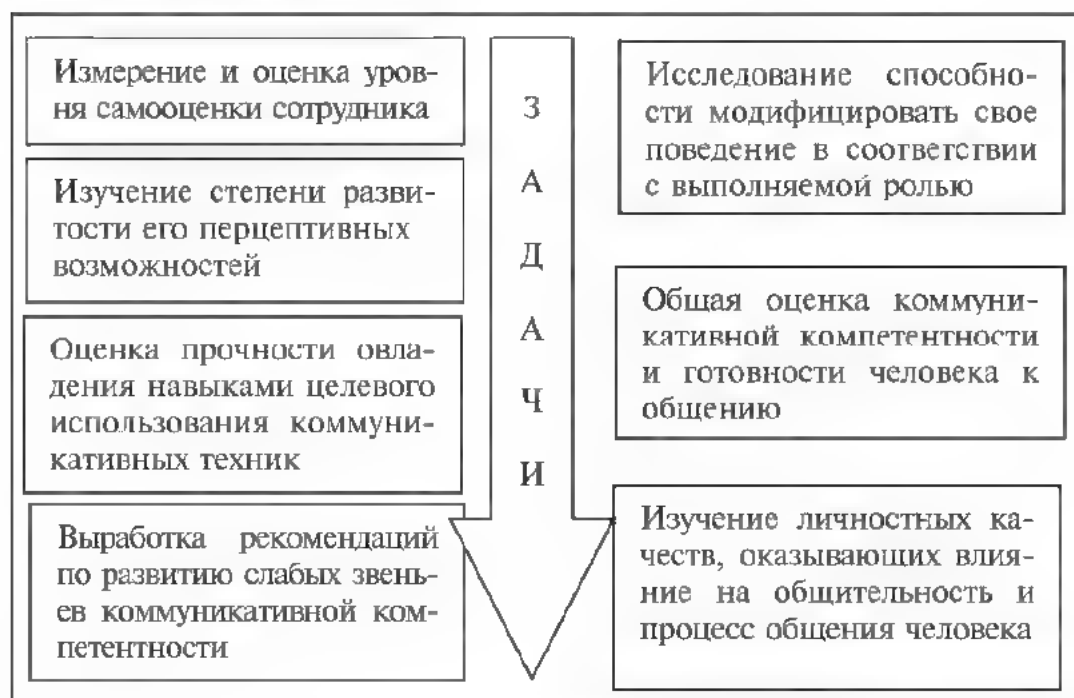 Измерение и оценка уров-
ня самооценки сотрудника
Изучение степени разви-
тости его перцептивных
возможностей
Оценка прочности овла-
дения навыками целевого
использования коммуни-
кативных техник
Выработка рекомендаций
по развитию слабых звень-
ев коммуникативной ком-
петентности
З
А
Д
А
Ч
И
Исследование способно-
сти модифицировать свое
поведение в соответствии
с выполняемой ролью
Общая оценка коммуни-
кативной компетентности
и готовности человека к
общению
Изучение личностных ка-
честв, оказывающих влия-
ние на общительность и
процесс общения человека